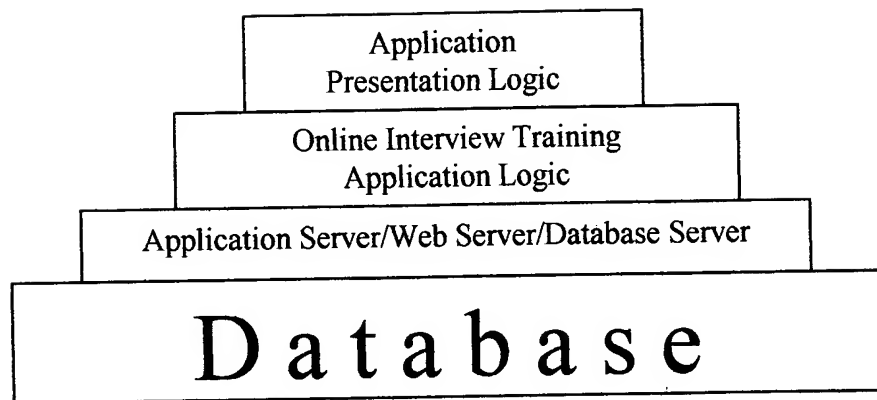 Application
Presentation Logic
Online Interview Training
Application Logic
Application Server/Web Server/Database Server
Database